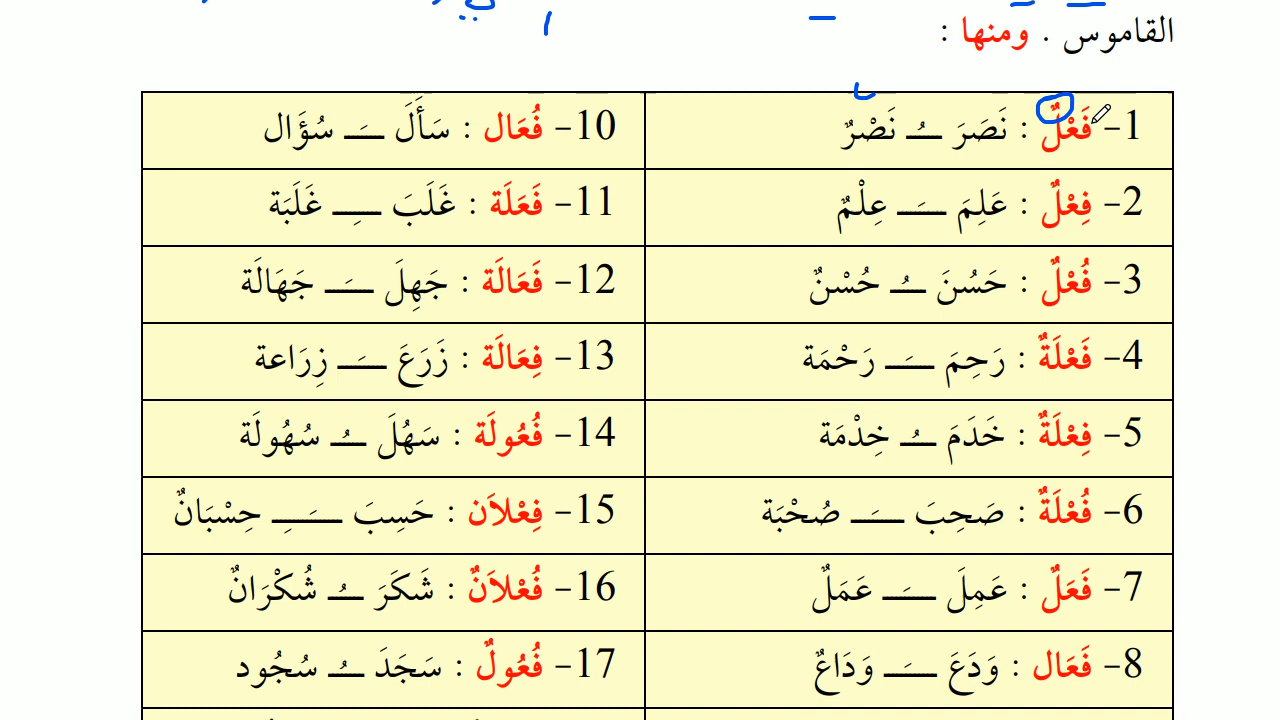 القاموس . ومنها :
1- فَعْلٌ : نَصَرَ ـُـ نَصْرٌ
10- فُعَال : سَأَلَ ـَـ سُؤَال
2- فِعْلٌ : عَلِمَ ـَـ عِلْمٌ
11- فَعَلَة : غَلَبَ ـِـ غَلَبَة
3- فُعْلٌ : حَسُنَ ـُـ حُسْنٌ
12- فَعَالَة : جَهِلَ ـَـ جَهَالَة
4- فَعْلَةٌ : رَحِمَ ـَـ رَحْمَة
13- فِعَالَة : زَرَعَ ـَـ زِرَاعة
5- فِعْلَةٌ : خَدَمَ ـُـ خِدْمَة
14- فُعُولَة : سَهُلَ ـُـ سُهُولَة
6- فُعْلَةٌ : صَحِبَ ـَـ صُحْبَة
15- فِعْلاَن : حَسِبَ ـَـِـ حِسْبَانٌ
7- فَعَلٌ : عَمِلَ ـَـ عَمَلٌ
16- فُعْلاَنٌ : شَكَرَ ـُـ شُكْرَانٌ
8- فَعَال : وَدَعَ ـَـ وَدَاعٌ
17- فُعُولٌ : سَجَدَ ـُـ سُجُود